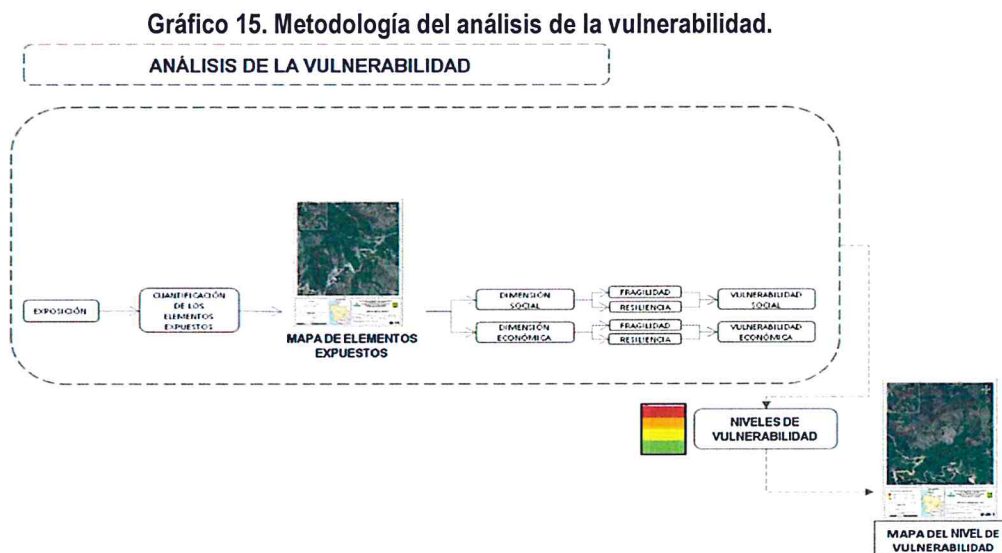 Gráfico 15. Metodología del análisis de la vulnerabilidad.
ANÁLISIS DE LA VULNERABILIDAD
EXPOSICIÓN
CUANTIFICACIÓN
DE LOS
ELEMENTOS
EXPUESTOS
MAPA DE ELEMENTOS
EXPUESTOS
DIMENSIÓN
SOCIAL
FRAGILIDAD
RESILIENCIA
VULNERABILIDAD
SOCIAL
DIMENSIÓN
ECONÓMICA
FRAGILIDAD
RESILIENCIA
VULNERABILIDAD
ECONÓMICA
NIVELES DE
VULNERABILIDAD
MAPA DEL NIVEL DE
VULNERABILIDAD